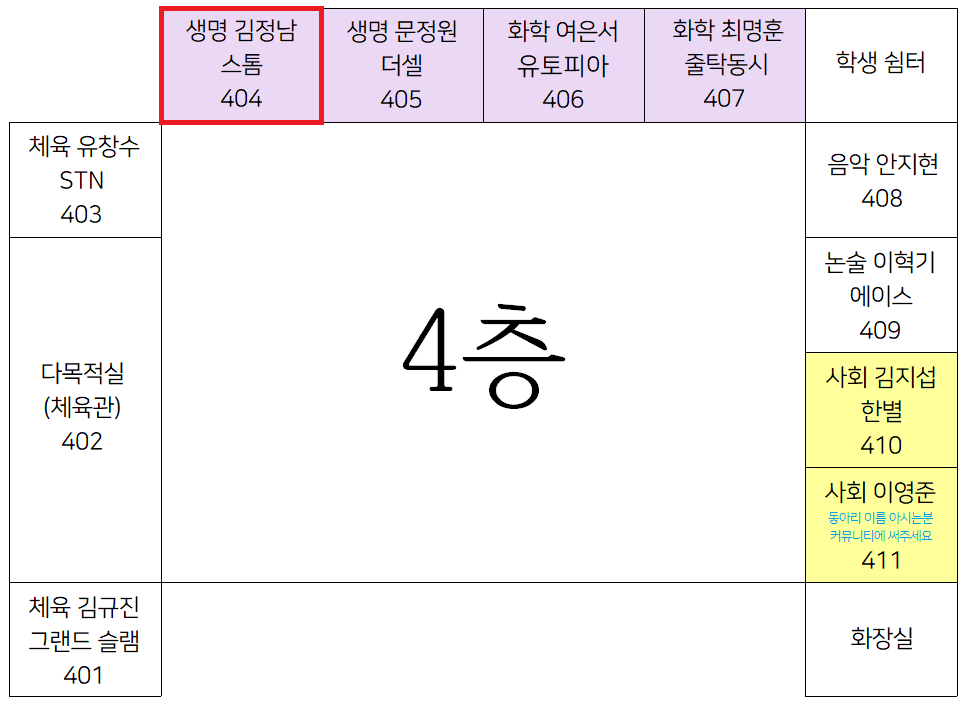 생명 김정남
스톰
404
생명 문정원
더셀
405
화학 여은서
유토피아
406
화학 최명훈
줄탁동시
407
학생 쉼터
체육 유창수
STN
403
음악 안지현
408
논술 이혁기
에이스
409
다목적실
(체육관)
402
4층
사회 김지섭
한별
410
사회 이영준
동아리 이름 아시는분
커뮤니티에 써주세요
411
체육 김규진
그랜드 슬램
401
화장실